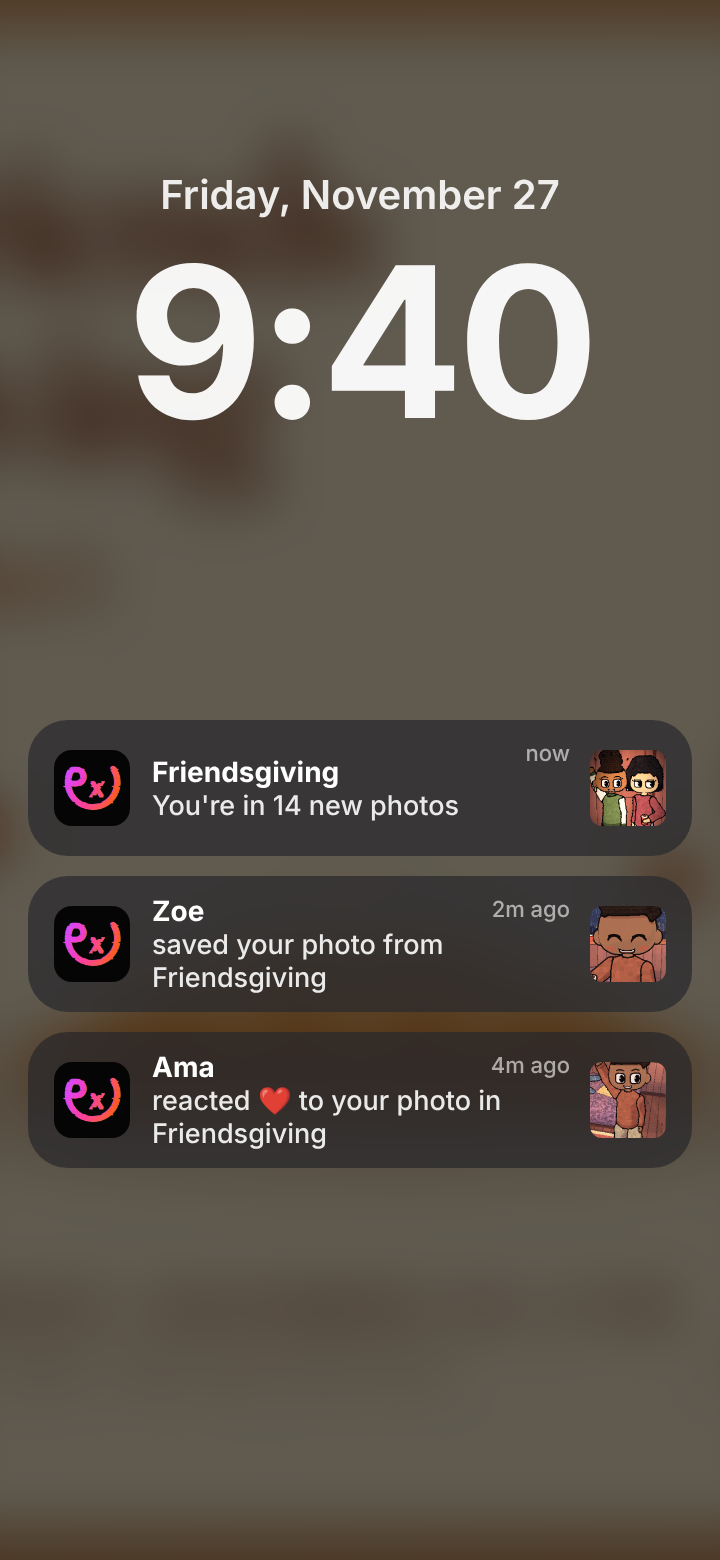 Friday, November 27
9:40
Friendsgiving
now
You're in 14 new photos
Zoe
2m ago
saved your photo from
Friendsgiving
Ama
4m ago
reacted ❤️ to your photo in
Friendsgiving